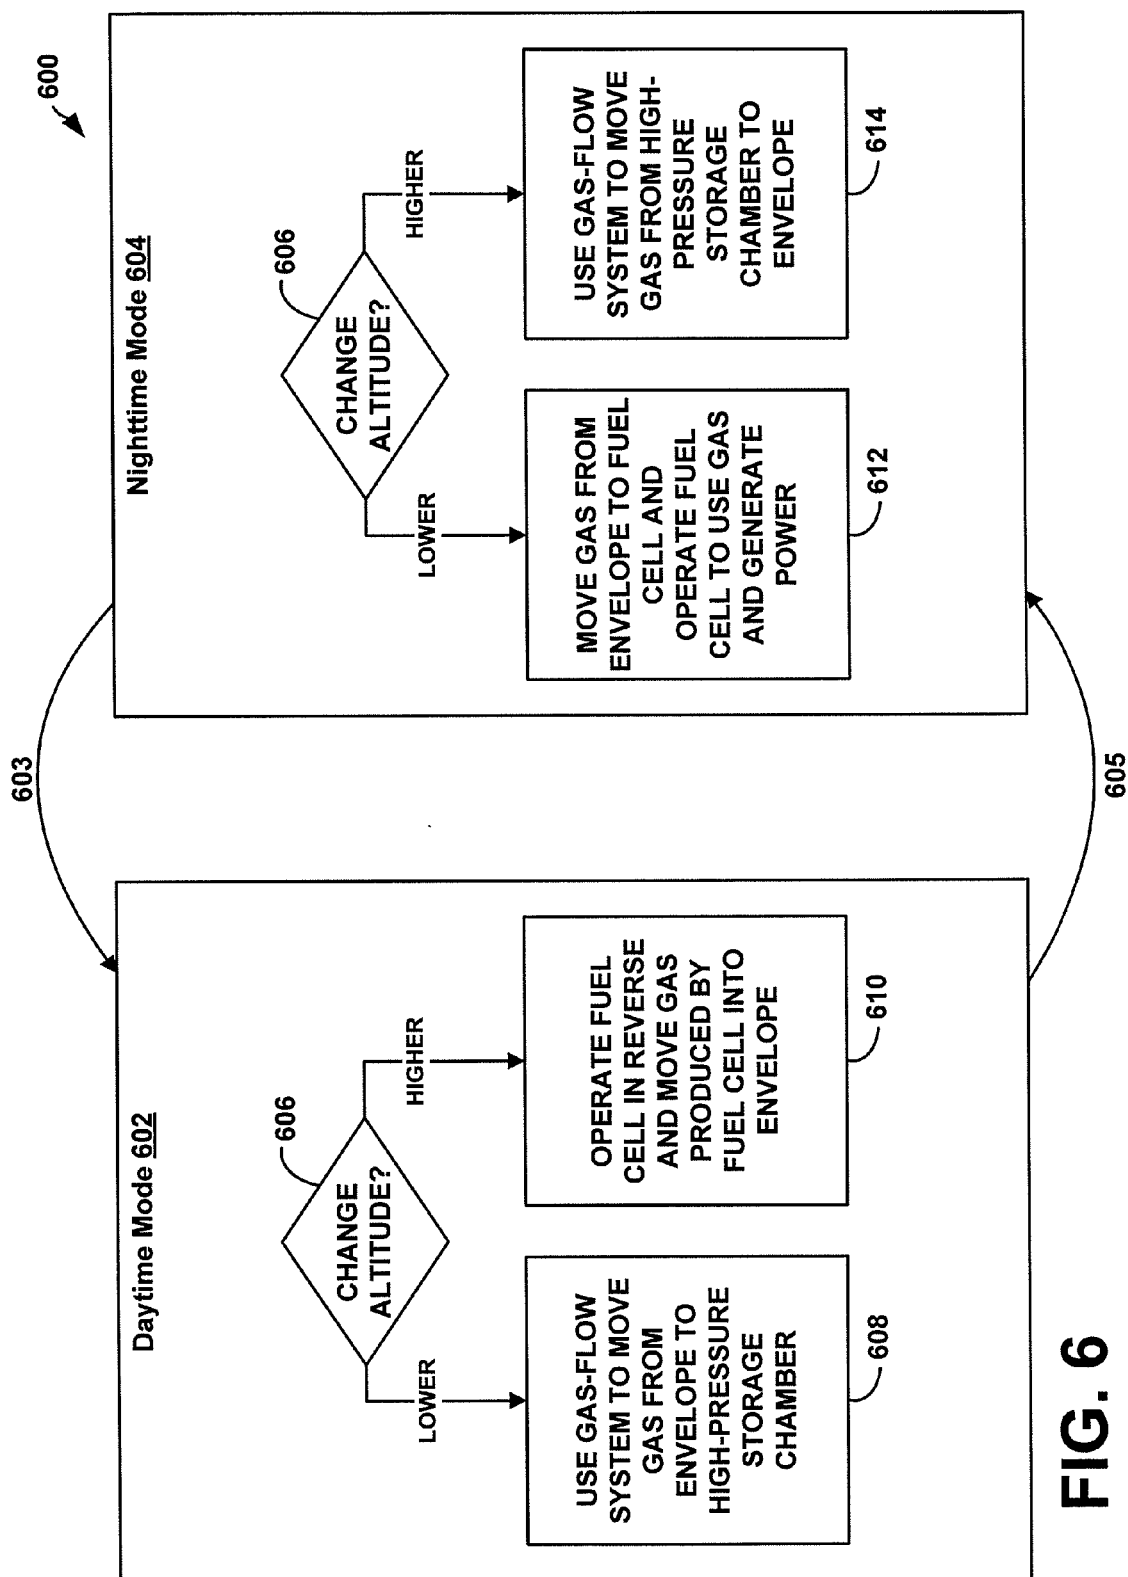 600
603
Daytime Mode 602
606
CHANGE
ALTITUDE?
LOWER
HIGHER
USE GAS-FLOW
SYSTEM TO MOVE
GAS FROM
ENVELOPE TO
HIGH-PRESSURE
STORAGE
CHAMBER
608
OPERATE FUEL
CELL IN REVERSE
AND MOVE GAS
PRODUCED BY
FUEL CELL INTO
ENVELOPE
610
Nighttime Mode 604
606
CHANGE
ALTITUDE?
LOWER
HIGHER
MOVE GAS FROM
ENVELOPE TO FUEL
CELL AND
OPERATE FUEL
CELL TO USE GAS
AND GENERATE
POWER
612
USE GAS-FLOW
SYSTEM TO MOVE
GAS FROM HIGH-
PRESSURE
STORAGE
CHAMBER TO
ENVELOPE
614
605
FIG. 6